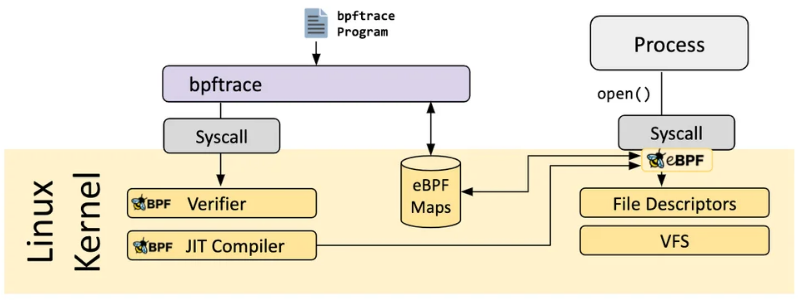 bpftrace
Program
bpftrace
Process
open()
Syscall
Syscall
eBPF
eBPF
Maps
BPF Verifier
BPF JIT Compiler
File Descriptors
VFS
Linux
Kernel